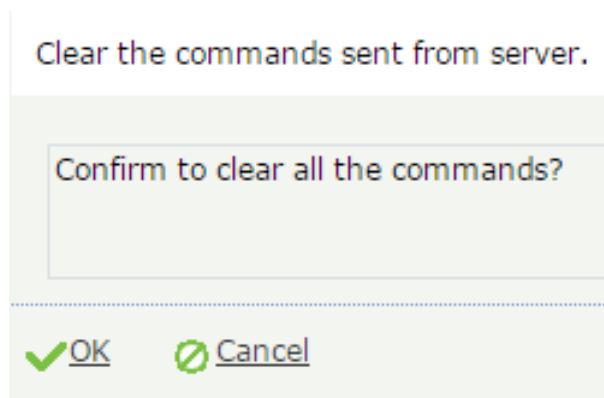 Clear the commands sent from server.
Confirm to clear all the commands?
OK Cancel